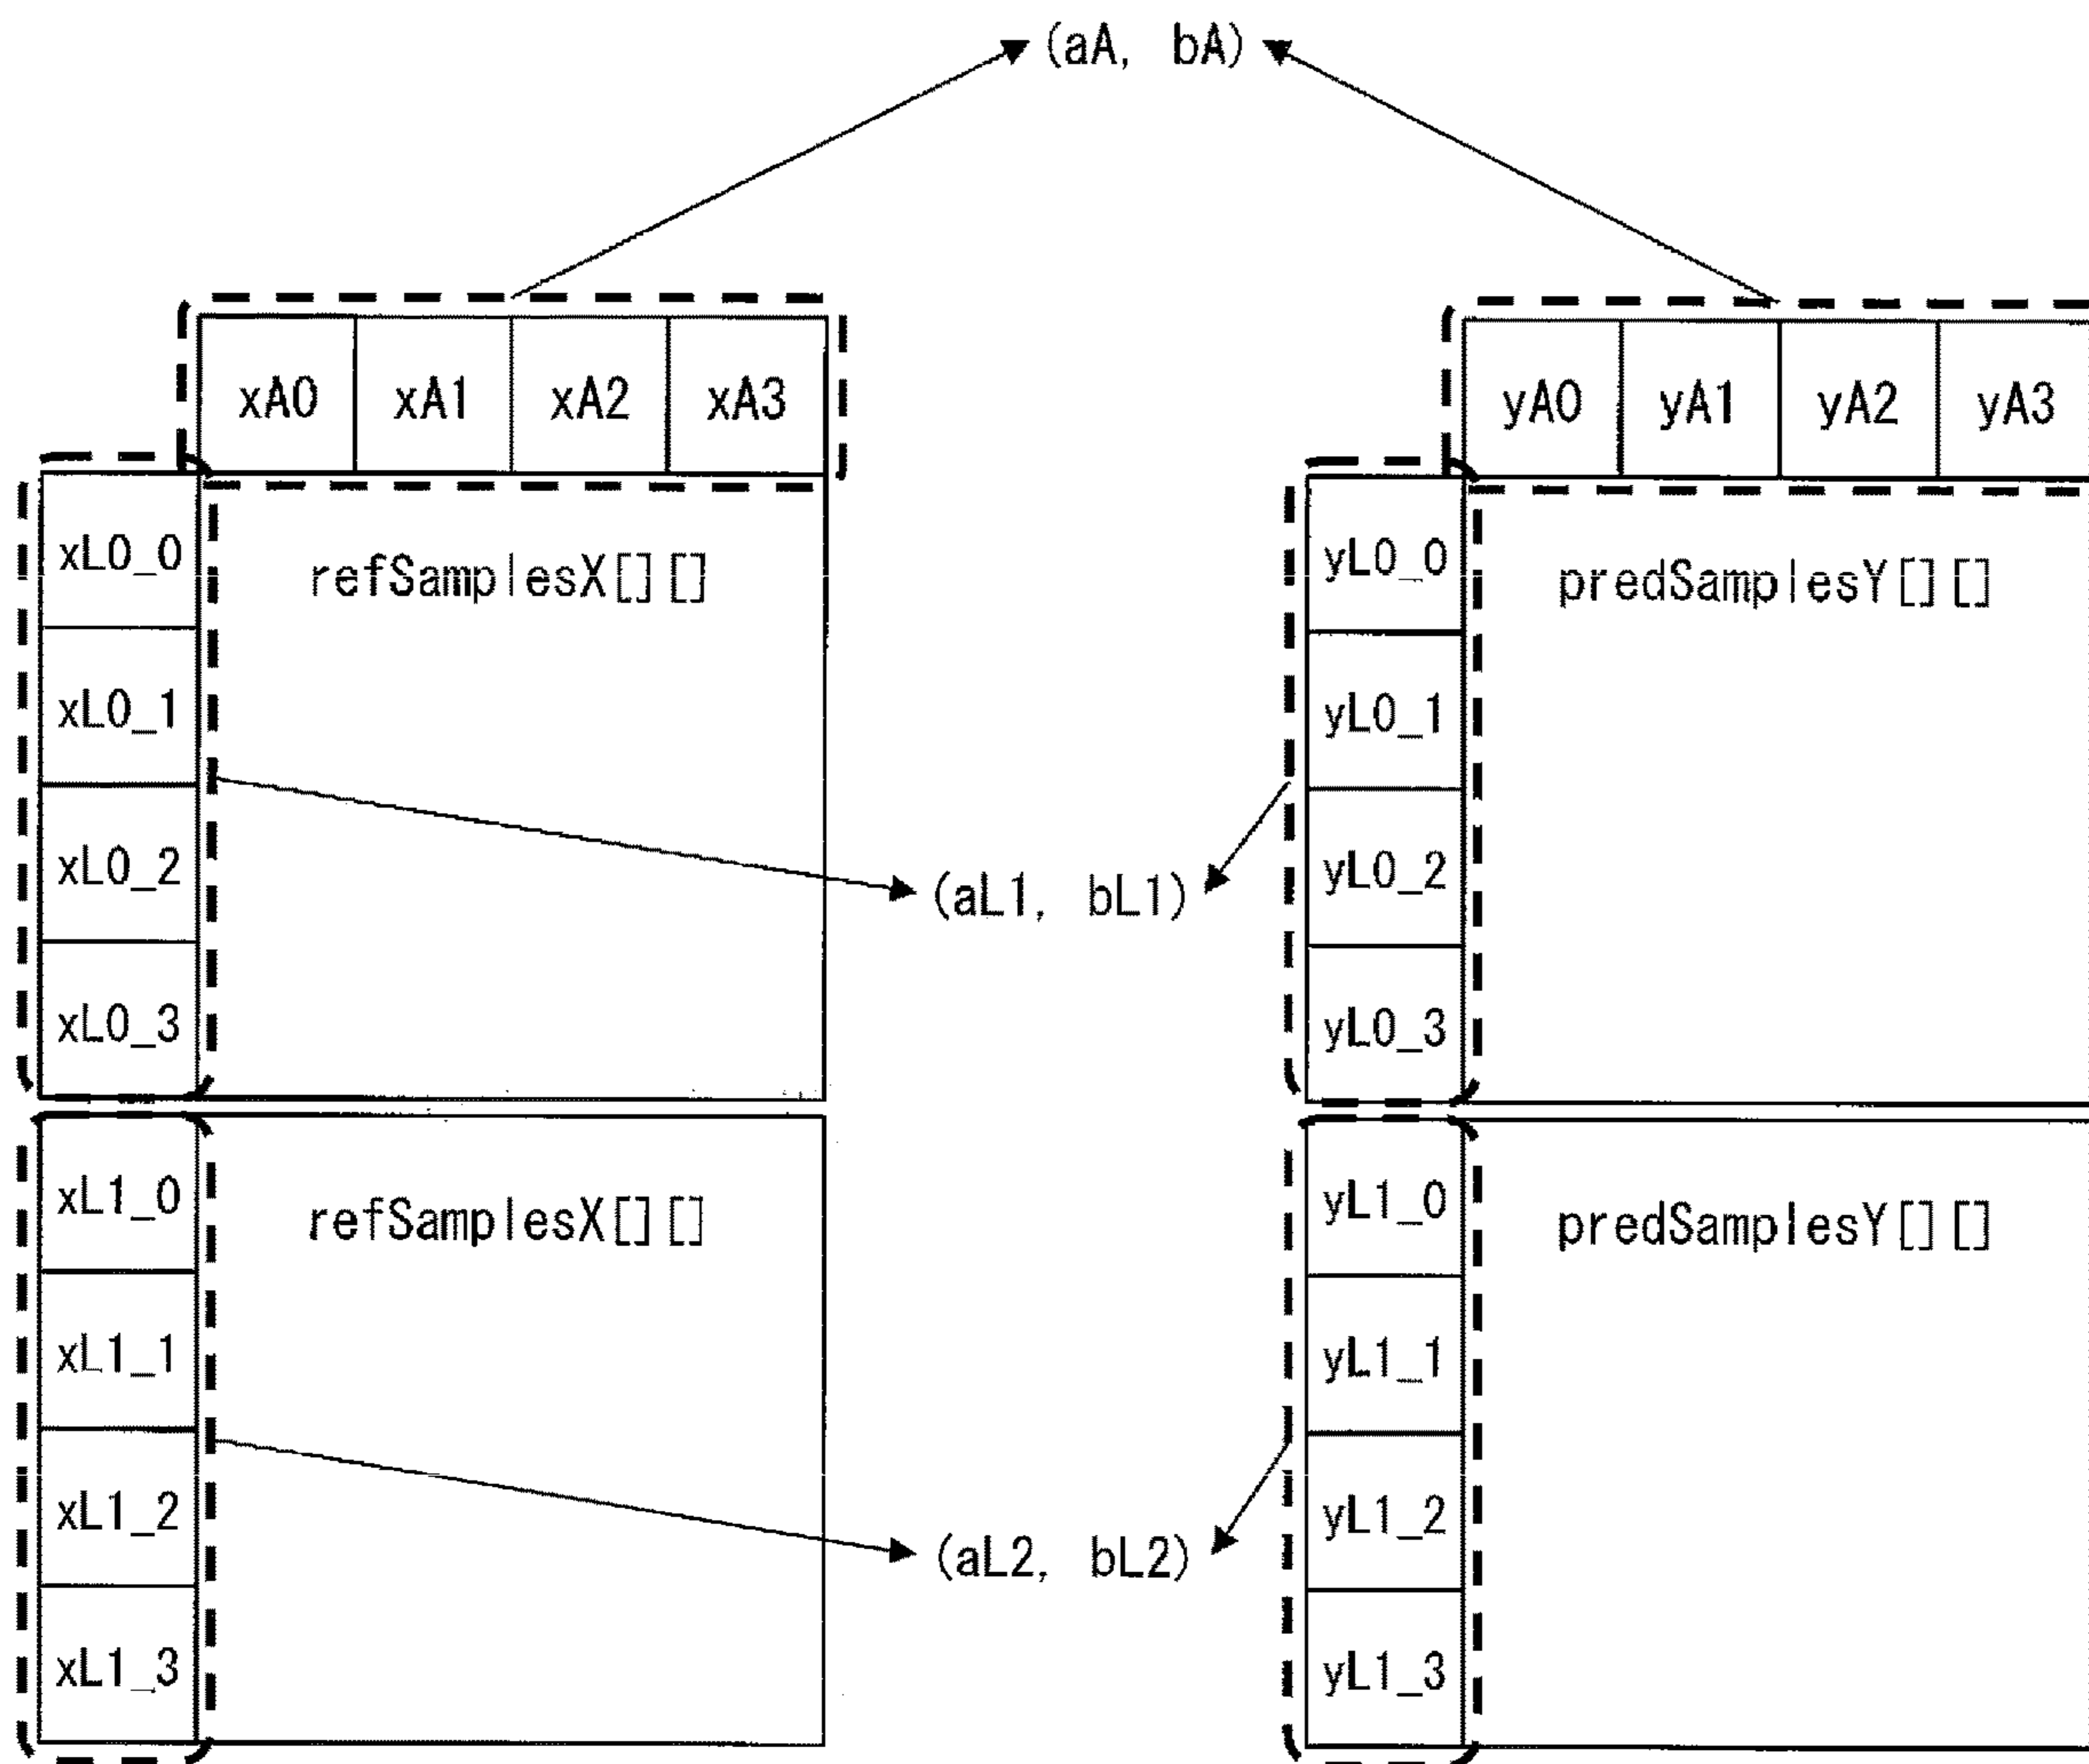 (aA, bA)
xA0 xA1 xA2 xA3
yA0 yA1 yA2 yA3
xL0_0 refSamplesX[][]
yL0_0 predSamplesY[][]
xL0_1
yL0_1
xL0_2
(aL1, bL1)
yL0_2
xL0_3
yL0_3
xL1_0 refSamplesX[][]
yL1_0 predSamplesY[][]
xL1_1
yL1_1
xL1_2
(aL2, bL2)
yL1_2
xL1_3
yL1_3